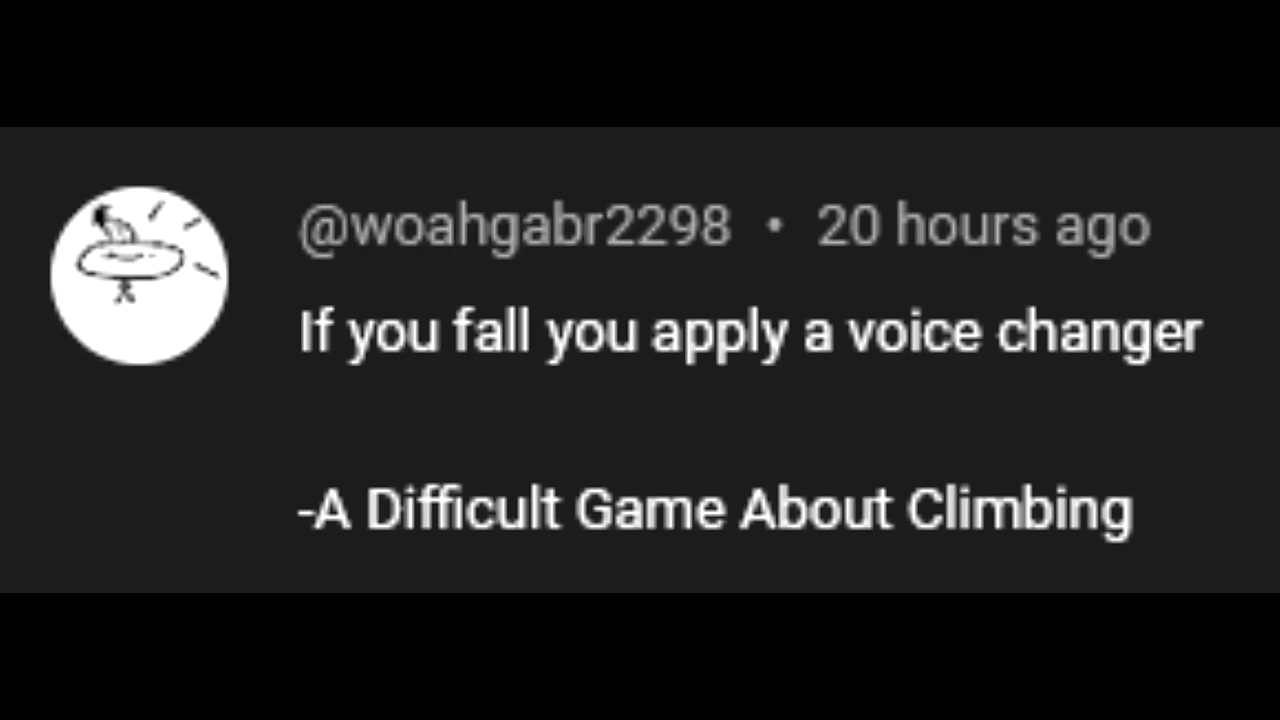 @woahgabr2298 • 20 hours ago
If you fall you apply a voice changer
-A Difficult Game About Climbing